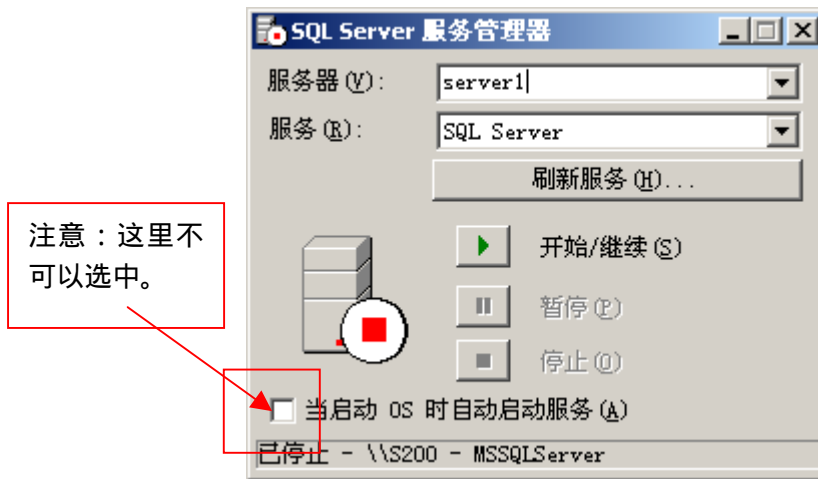 SQL Server 服务管理器
服务器(V):
server1
服务(R):
SQL Server
刷新服务(H)...
注意：这里不
可以选中。
开始/继续(S)
暂停(P)
停止(O)
当启动 OS 时自动启动服务(A)
已停止 - \\S200 - MSSQLServer